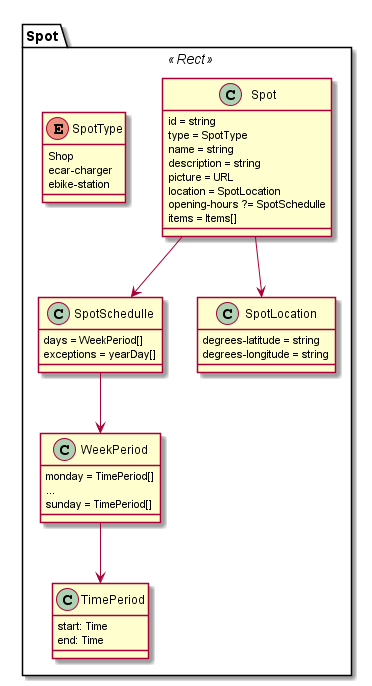 Spot
«Rect»
E SpotType
Shop
ecar-charger
ebike-station
C Spot
id = string
type = SpotType
name = string
description = string
picture = URL
location = SpotLocation
opening-hours ?= SpotSchedulle
items = Items[]
C SpotSchedulle
days = WeekPeriod[]
exceptions = yearDay[]
C SpotLocation
degrees-latitude = string
degrees-longitude = string
C WeekPeriod
monday = TimePeriod[]
...
sunday = TimePeriod[]
C TimePeriod
start: Time
end: Time